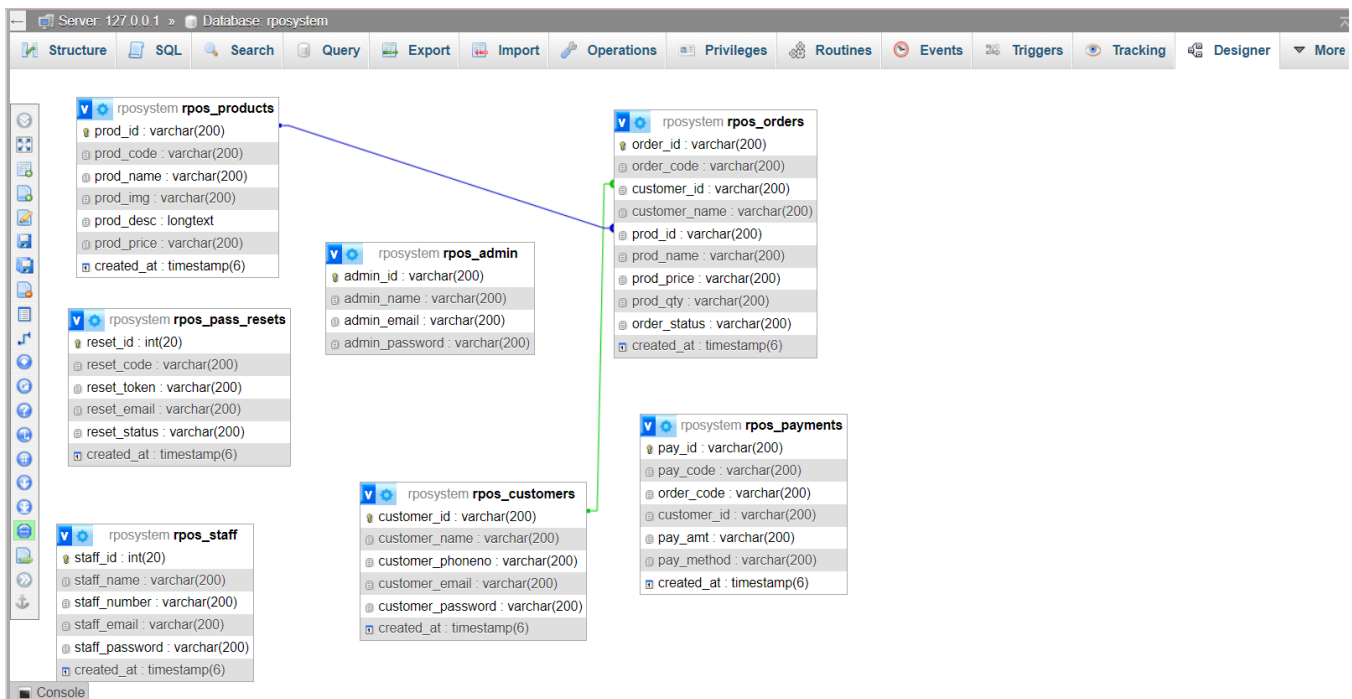 Server: 127.0.0.1 » Database: rposystem
Structure SQL Search Query Export Import Operations Privileges Routines Events Triggers Tracking Designer More
rposystem rpos_products
prod_id : varchar(200)
prod_code : varchar(200)
prod_name : varchar(200)
prod_img : varchar(200)
prod_desc : longtext
prod_price : varchar(200)
created_at : timestamp(6)
rposystem rpos_orders
order_id : varchar(200)
order_code : varchar(200)
customer_id : varchar(200)
customer_name : varchar(200)
prod_id : varchar(200)
prod_name : varchar(200)
prod_price : varchar(200)
prod_qty : varchar(200)
order_status : varchar(200)
created_at : timestamp(6)
rposystem rpos_admin
admin_id : varchar(200)
admin_name : varchar(200)
admin_email : varchar(200)
admin_password : varchar(200)
rposystem rpos_pass_resets
reset_id : int(20)
reset_code : varchar(200)
reset_token : varchar(200)
reset_email : varchar(200)
reset_status : varchar(200)
created_at : timestamp(6)
rposystem rpos_payments
pay_id : varchar(200)
pay_code : varchar(200)
order_code : varchar(200)
customer_id : varchar(200)
pay_amt : varchar(200)
pay_method : varchar(200)
created_at : timestamp(6)
rposystem rpos_customers
customer_id : varchar(200)
customer_name : varchar(200)
customer_phoneno : varchar(200)
customer_email : varchar(200)
customer_password : varchar(200)
created_at : timestamp(6)
rposystem rpos_staff
staff_id : int(20)
staff_name : varchar(200)
staff_number : varchar(200)
staff_email : varchar(200)
staff_password : varchar(200)
created_at : timestamp(6)
Console